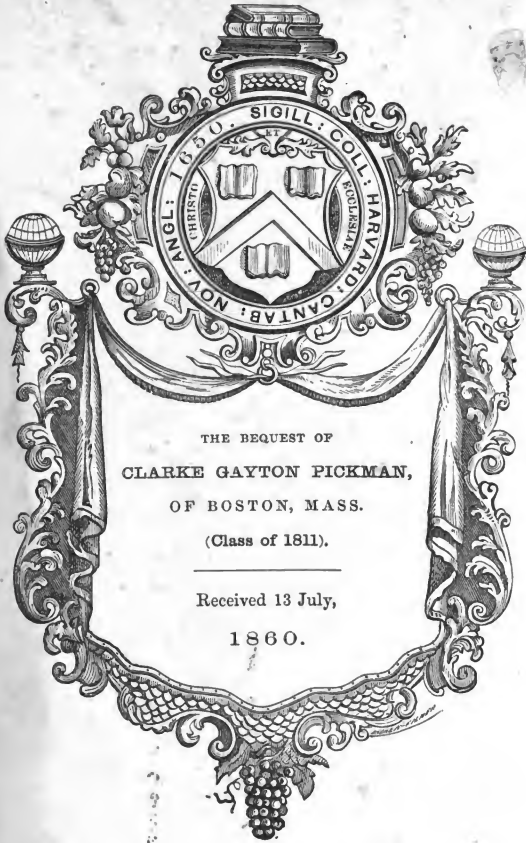 SIGILL : COLL : HARVARD : CANTAB : NOV : ANGL : 1650.
CHRISTO
ET
ECCLESIAE
THE BEQUEST OF
CLARKE GAYTON PICKMAN,
OF BOSTON, MASS.
(Class of 1811).
Received 13 July,
1860.